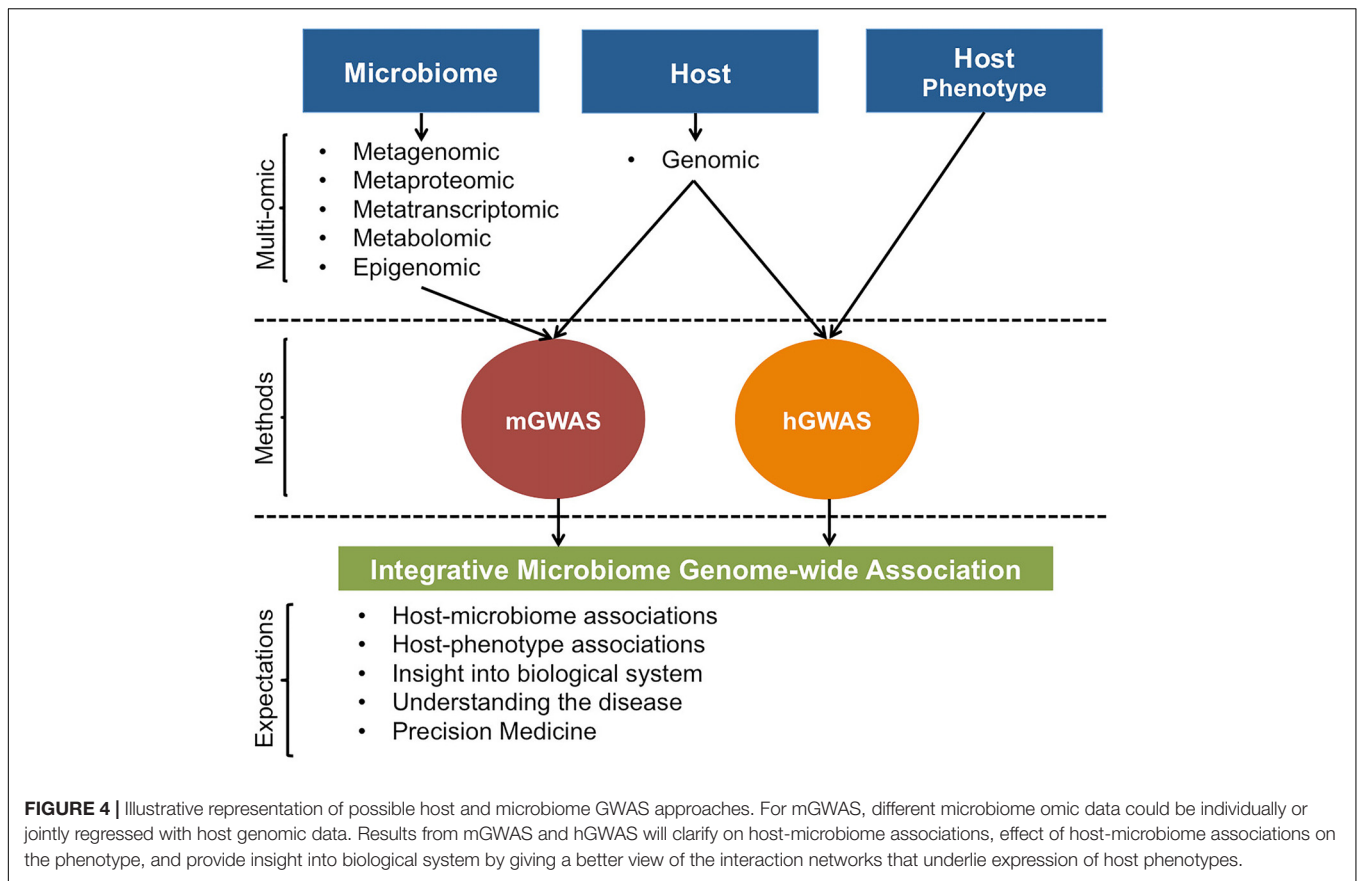 Microbiome
Host
Host
Phenotype
Multi-omic
• Metagenomic
• Metaproteomic
• Metatranscriptomic
• Metabolomic
• Epigenomic
• Genomic
Methods
mGWAS
hGWAS
Integrative Microbiome Genome-wide Association
Expectations
• Host-microbiome associations
• Host-phenotype associations
• Insight into biological system
• Understanding the disease
• Precision Medicine
FIGURE 4 | Illustrative representation of possible host and microbiome GWAS approaches. For mGWAS, different microbiome omic data could be individually or
jointly regressed with host genomic data. Results from mGWAS and hGWAS will clarify on host-microbiome associations, effect of host-microbiome associations on
the phenotype, and provide insight into biological system by giving a better view of the interaction networks that underlie expression of host phenotypes.